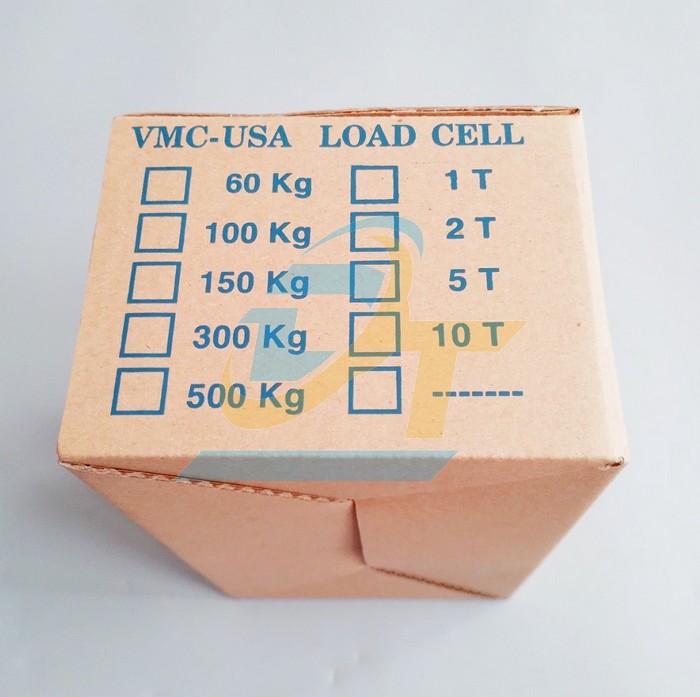 VMC-USA LOAD CELL
60 Kg 1 T
100 Kg 2 T
150 Kg 5 T
300 Kg 10 T
500 Kg -------